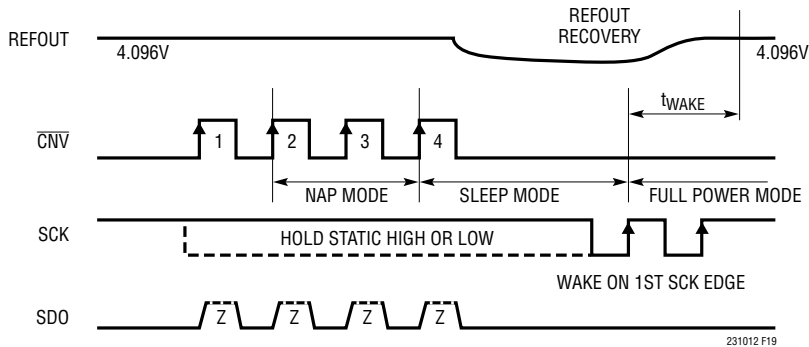 REFOUT
RECOVERY
REFOUT
4.096V
4.096V
tWAKE
CNV
1
2
3
4
NAP MODE
SLEEP MODE
FULL POWER MODE
SCK
HOLD STATIC HIGH OR LOW
WAKE ON 1ST SCK EDGE
SDO
Z
Z
Z
Z
231012 F19